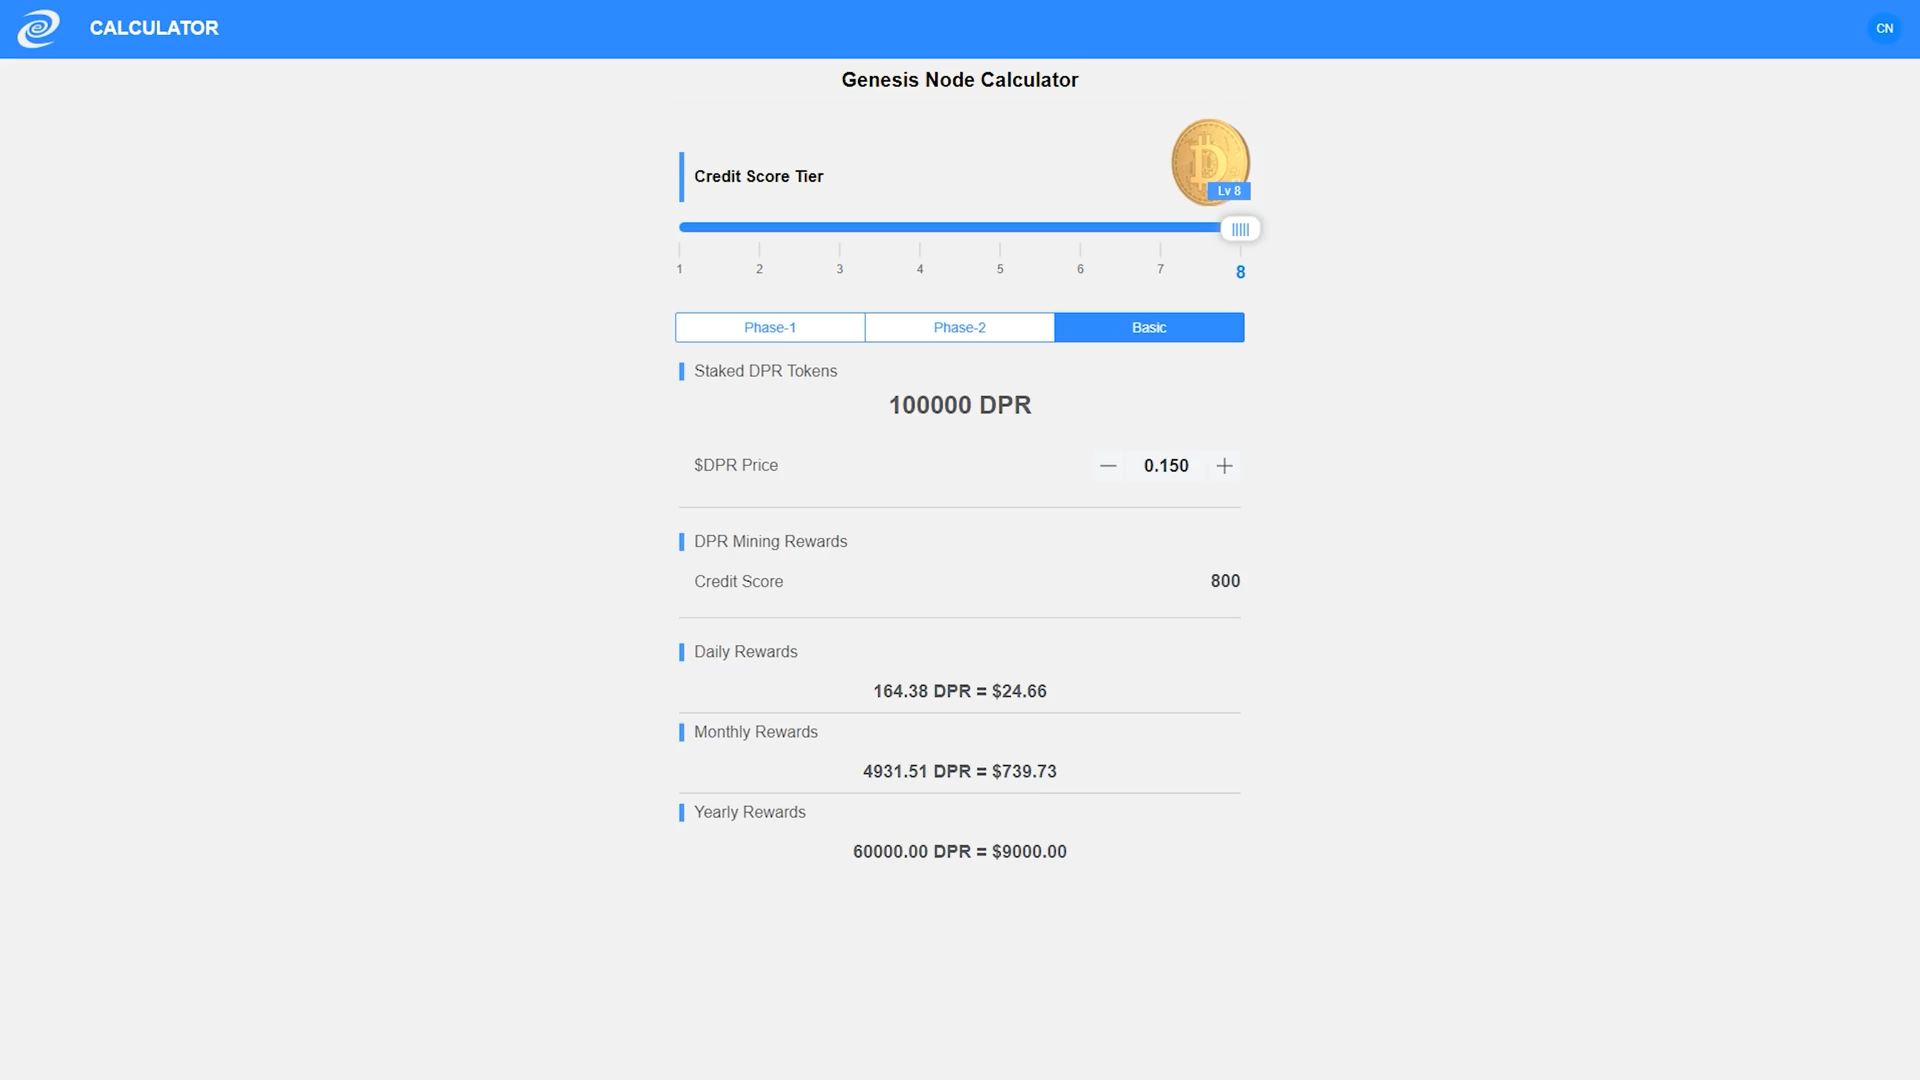 CALCULATOR
CN
Genesis Node Calculator
Credit Score Tier
Lv 8
1 2 3 4 5 6 7 8
Phase-1 Phase-2 Basic
Staked DPR Tokens
100000 DPR
$DPR Price 0.150
DPR Mining Rewards
Credit Score 800
Daily Rewards
164.38 DPR = $24.66
Monthly Rewards
4931.51 DPR = $739.73
Yearly Rewards
60000.00 DPR = $9000.00